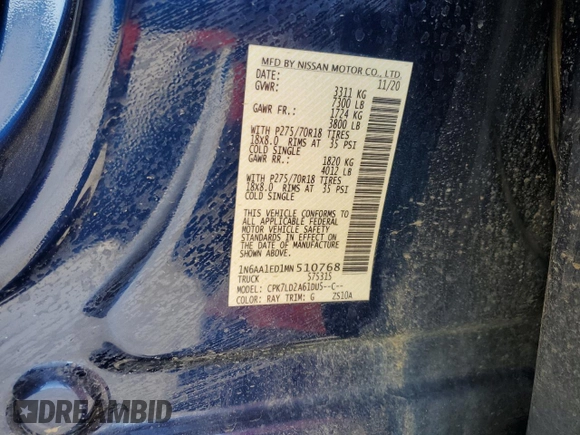 MFD BY NISSAN MOTOR CO., LTD.
DATE: 11/20
GVWR: 3311 KG
7300 LB
GAWR FR.: 1724 KG
3800 LB
WITH P275/70R18 TIRES
18X8.0 RIMS AT 35 PSI
COLD SINGLE
GAWR RR.: 1820 KG
4012 LB
WITH P275/70R18 TIRES
18X8.0 RIMS AT 35 PSI
COLD SINGLE
THIS VEHICLE CONFORMS TO
ALL APPLICABLE FEDERAL
MOTOR VEHICLE SAFETY
STANDARDS IN EFFECT ON
THE DATE OF MANUFACTURE
SHOWN ABOVE.
1N6AA1ED1MN510768
TRUCK 575315
MODEL: CPK7LD2A61DUS--C--
COLOR: RAY TRIM: G ZS10A
DREAMBID